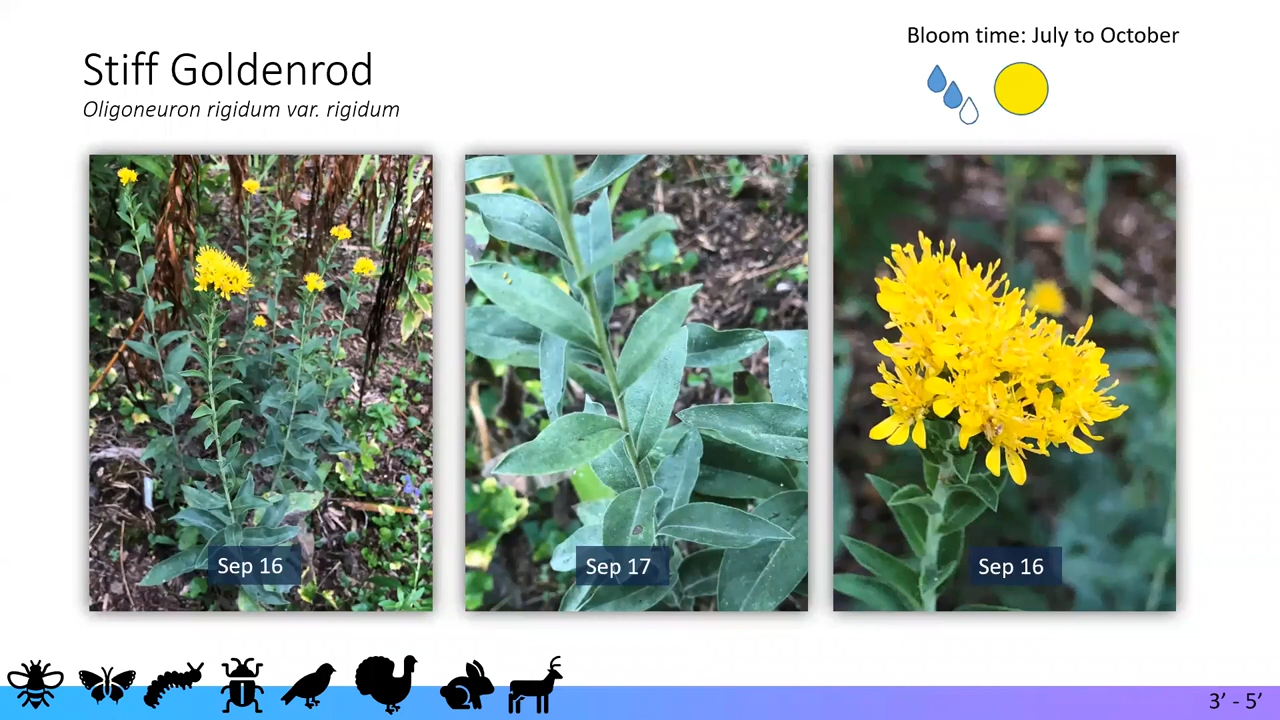 Bloom time: July to October
Stiff Goldenrod
Oligoneuron rigidum var. rigidum
Sep 16
Sep 17
Sep 16
3’ - 5’